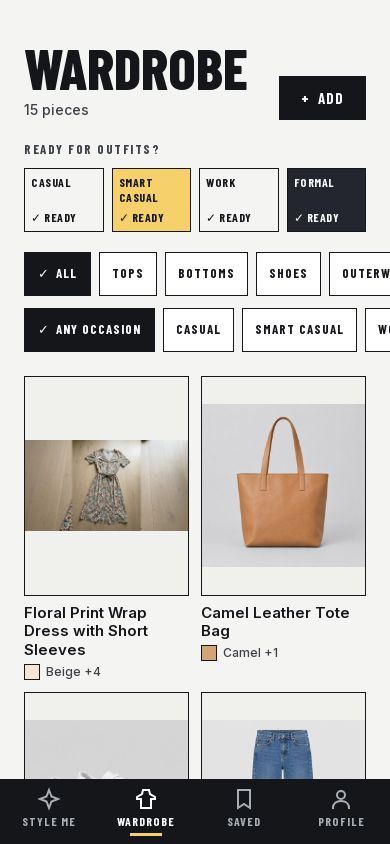 WARDROBE
15 pieces
+ ADD
READY FOR OUTFITS?
CASUAL
✓ READY
SMART
CASUAL
✓ READY
WORK
✓ READY
FORMAL
✓ READY
✓ ALL
TOPS
BOTTOMS
SHOES
OUTERW
✓ ANY OCCASION
CASUAL
SMART CASUAL
Floral Print Wrap
Dress with Short
Sleeves
Beige +4
Camel Leather Tote
Bag
Camel +1
STYLE ME
WARDROBE
SAVED
PROFILE